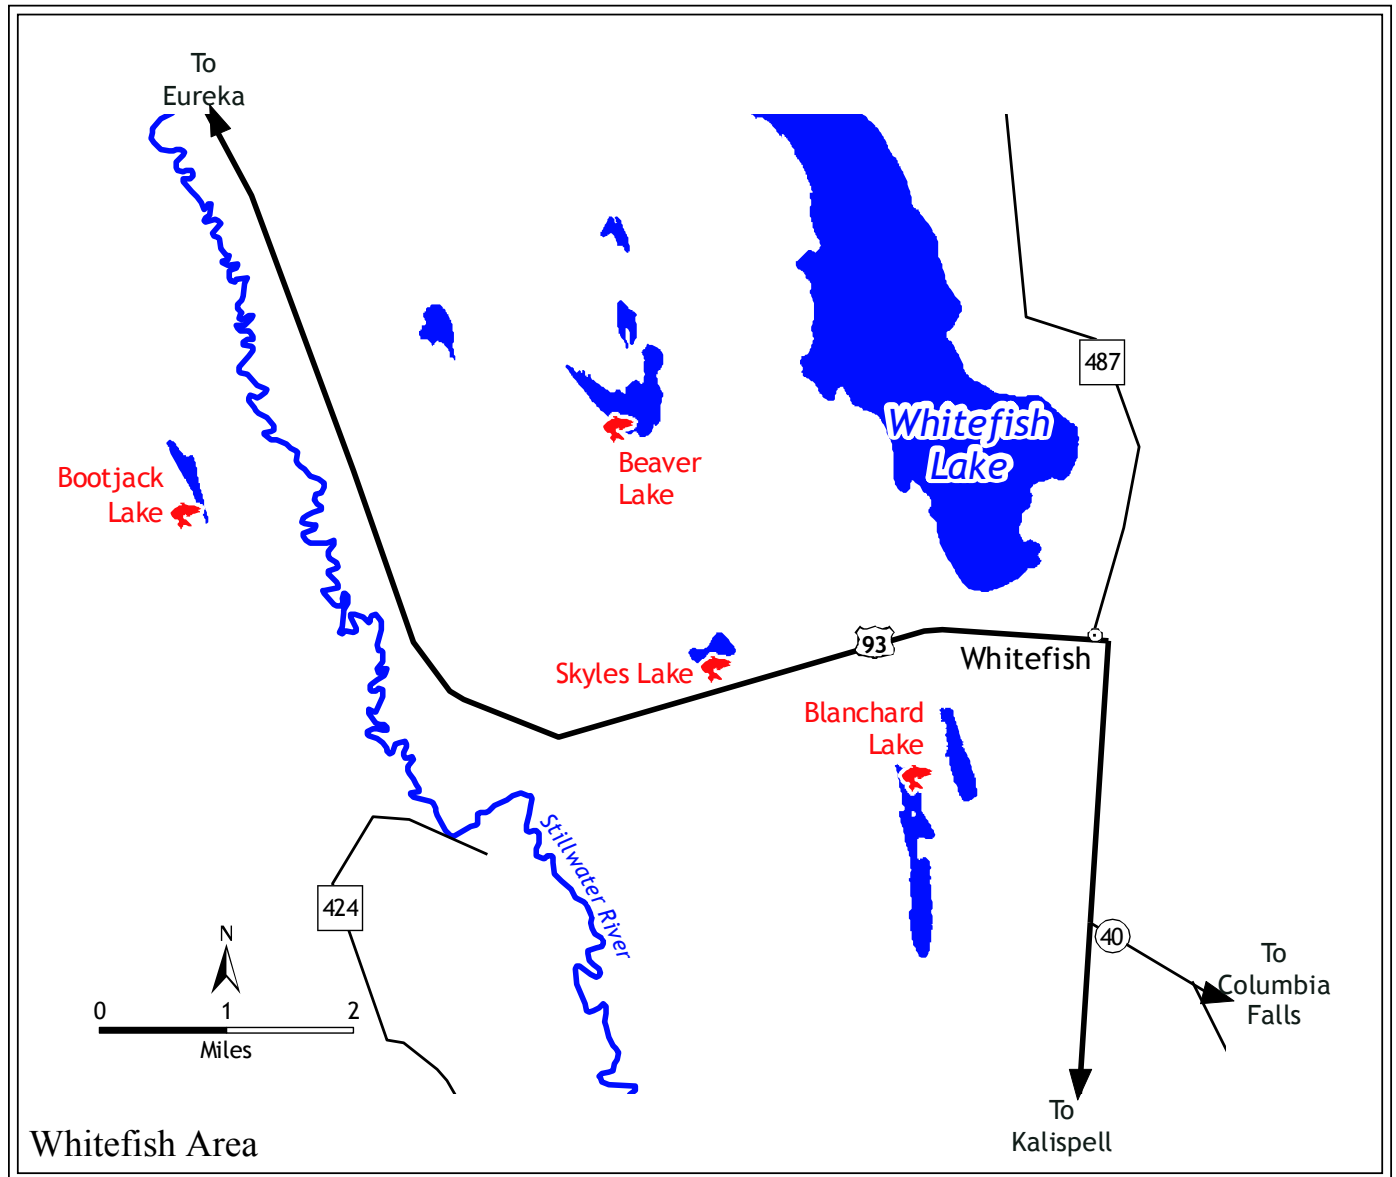 To
Eureka
487
Whitefish
Lake
Bootjack
Lake
Beaver
Lake
93
Whitefish
Skyles Lake
Blanchard
Lake
Stillwater River
424
N
40
To
Columbia
Falls
0 1 2
Miles
To
Kalispell
Whitefish Area